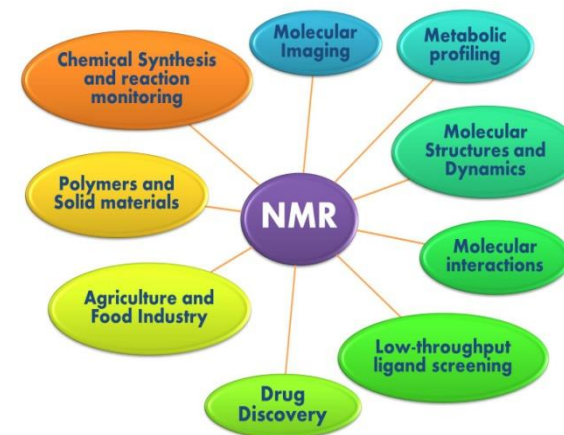 Molecular
Imaging
Metabolic
profiling
Chemical Synthesis
and reaction
monitoring
Molecular
Structures and
Dynamics
Polymers and
Solid materials
NMR
Molecular
interactions
Agriculture and
Food Industry
Low-throughput
ligand screening
Drug
Discovery